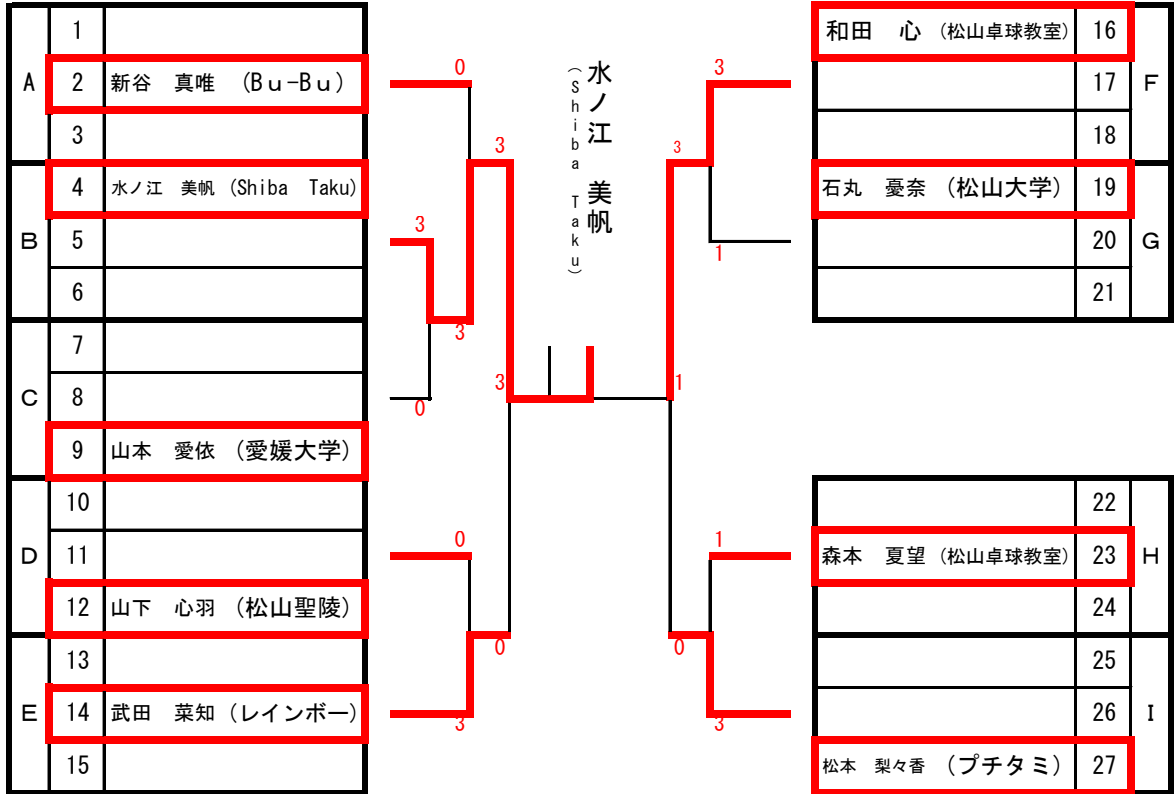 A
1
2 新谷 真唯 (Bu-Bu)
3
B
4 水ノ江 美帆 (Shiba Taku)
5
6
C
7
8
9 山本 愛依 (愛媛大学)
D
10
11
12 山下 心羽 (松山聖陵)
E
13
14 武田 菜知 (レインボー)
15
0
3
3
3
0
3
0
0
3
水ノ江 美帆
(Shiba Taku)
3
3
1
1
1
0
3
和田 心 (松山卓球教室) 16
17
18
F
石丸 憂奈 (松山大学) 19
20
21
G
22
森本 夏望 (松山卓球教室) 23
24
H
25
26
松本 梨々香 (プチタミ) 27
I